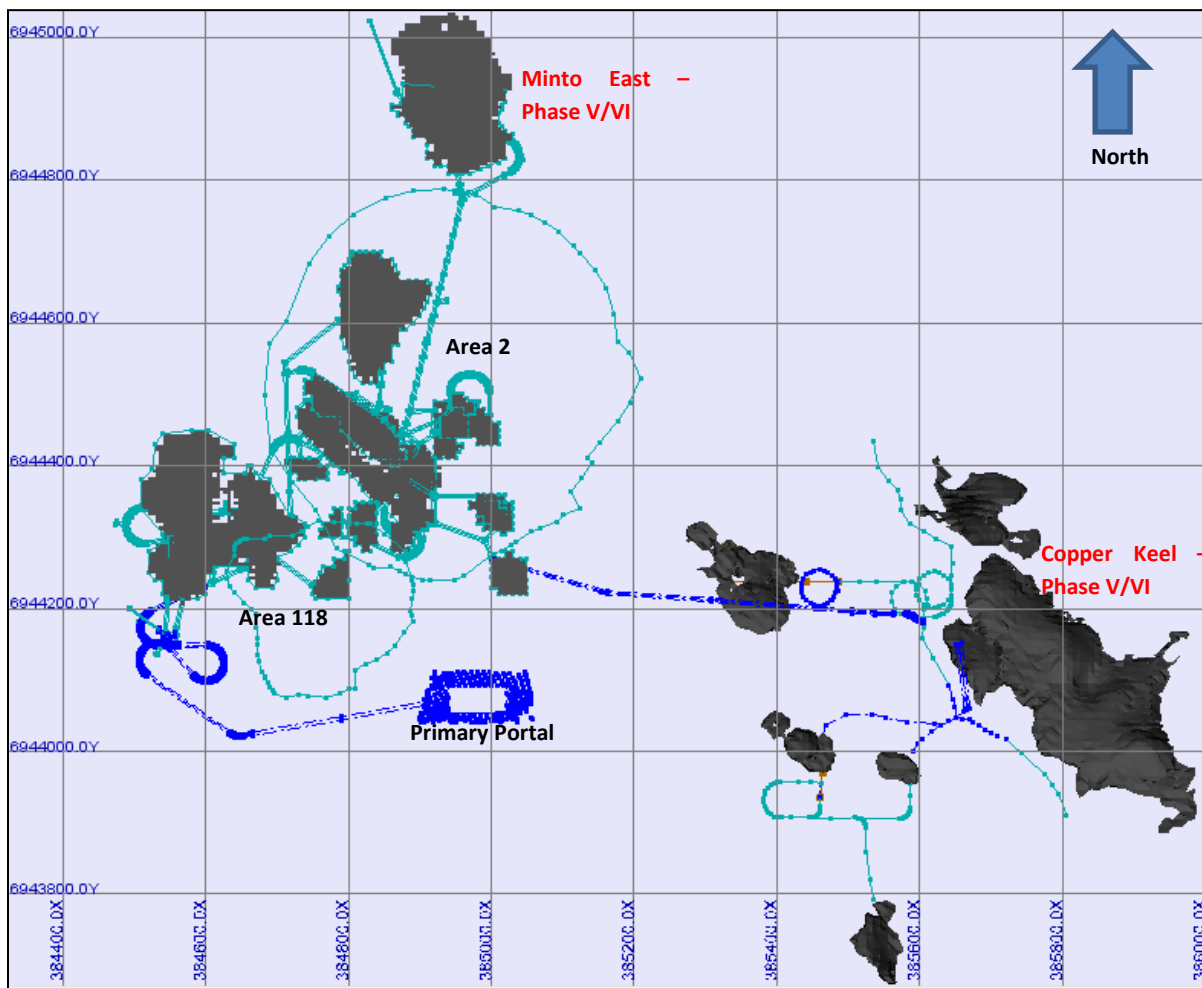 6945000.0Y
Minto East –
Phase V/VI
North
6944800.0Y
6944600.0Y
Area 2
6944400.0Y
Copper Keel –
Phase V/VI
6944200.0Y
Area 118
Primary Portal
6944000.0Y
6943800.0Y
384400.0X
384600.0X
384800.0X
385000.0X
385200.0X
385400.0X
385600.0X
385800.0X
386000.0X